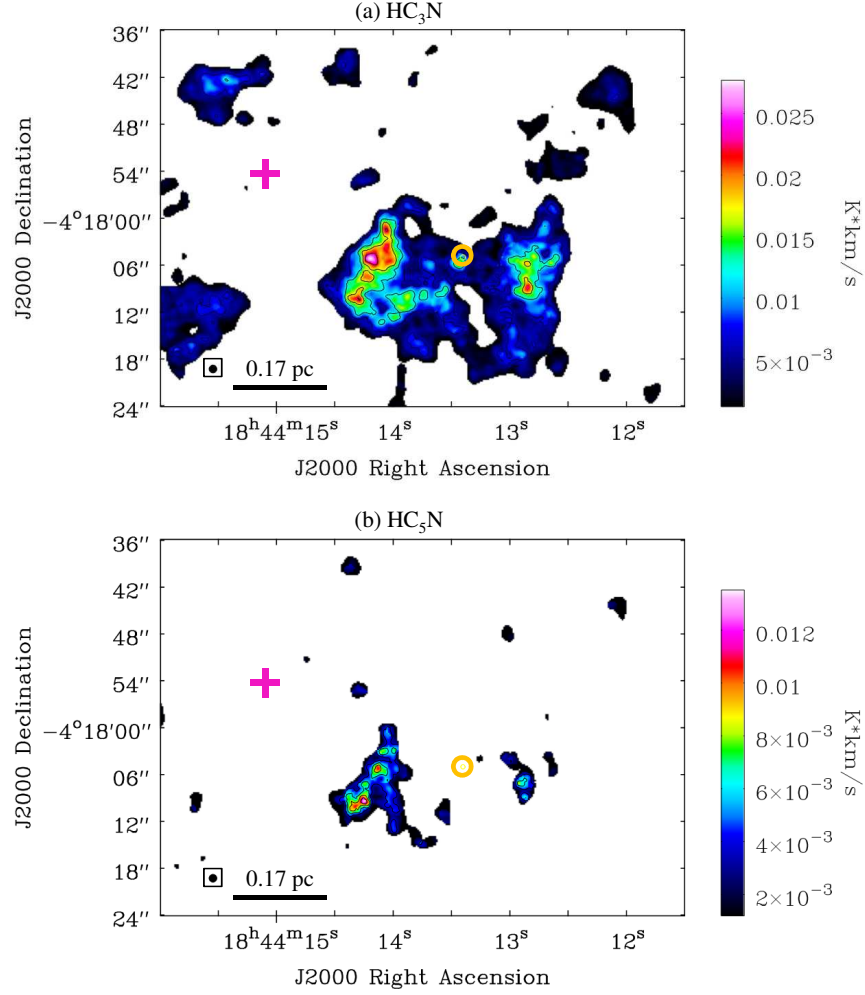 (a) HC₃N
36″
42″
48″
54″
−4°18′00″
06″
12″
18″
24″
J2000 Declination
0.17 pc
18ʰ44ᵐ15ˢ 14ˢ 13ˢ 12ˢ
J2000 Right Ascension
0.025
0.02
0.015
0.01
5×10⁻³
K*km/s
(b) HC₅N
36″
42″
48″
54″
−4°18′00″
06″
12″
18″
24″
J2000 Declination
0.17 pc
18ʰ44ᵐ15ˢ 14ˢ 13ˢ 12ˢ
J2000 Right Ascension
0.012
0.01
8×10⁻³
6×10⁻³
4×10⁻³
2×10⁻³
K*km/s